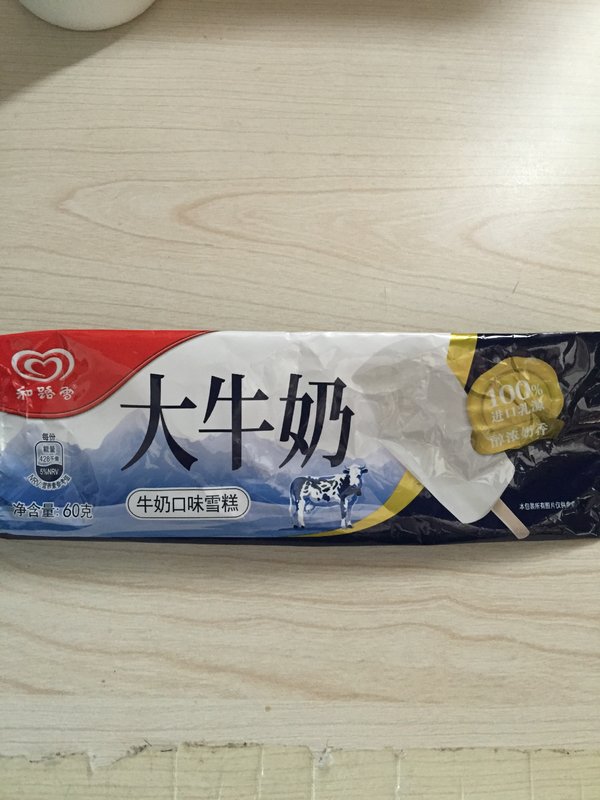 和路雪
大牛奶
100%
进口乳源
醇浓奶香
每份
能量
428千焦
5%NRV
牛奶口味雪糕
净含量:60克